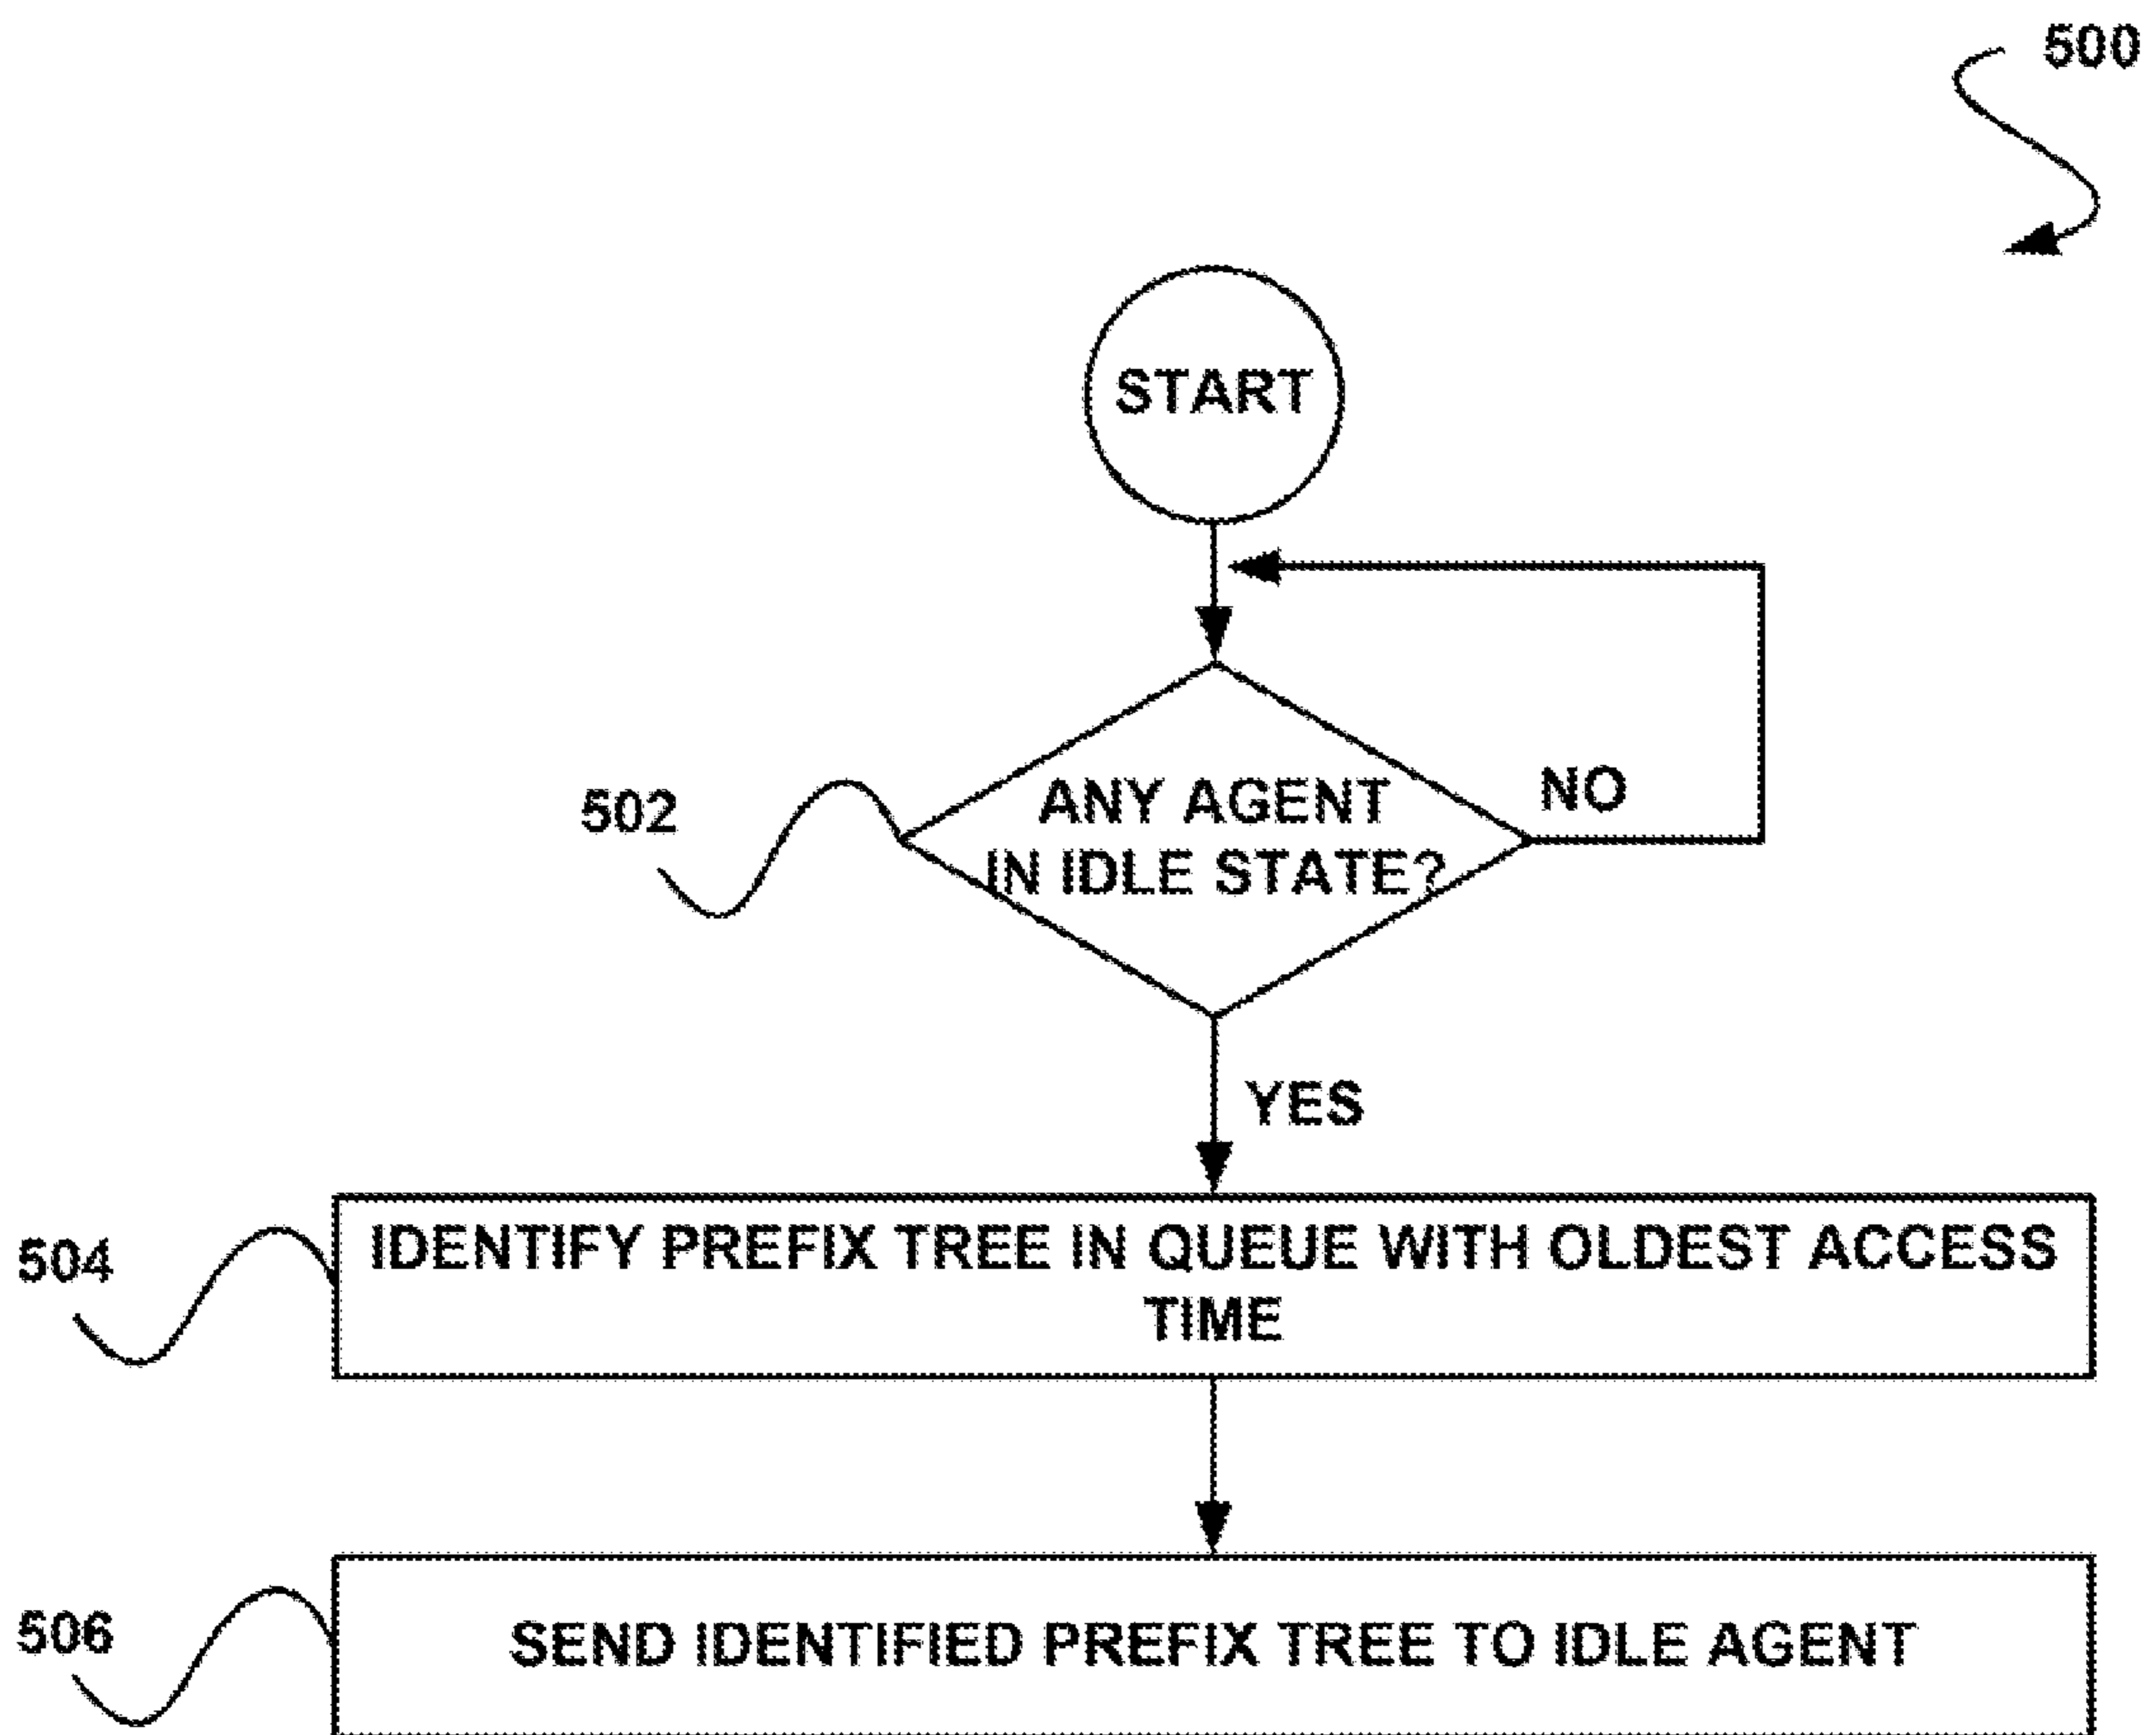 500
START
ANY AGENT
IN IDLE STATE?
NO
502
YES
504
IDENTIFY PREFIX TREE IN QUEUE WITH OLDEST ACCESS
TIME
506
SEND IDENTIFIED PREFIX TREE TO IDLE AGENT